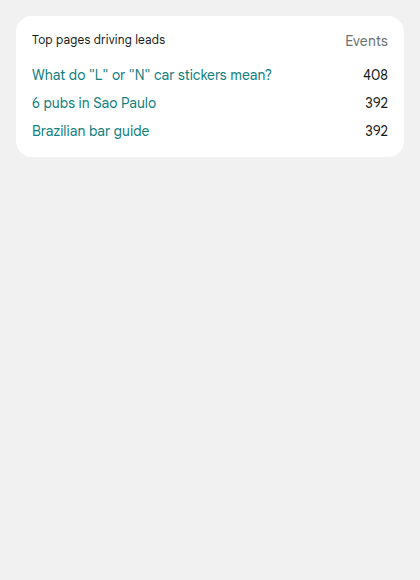 Top pages driving leads Events
What do "L" or "N" car stickers mean? 408
6 pubs in Sao Paulo 392
Brazilian bar guide 392